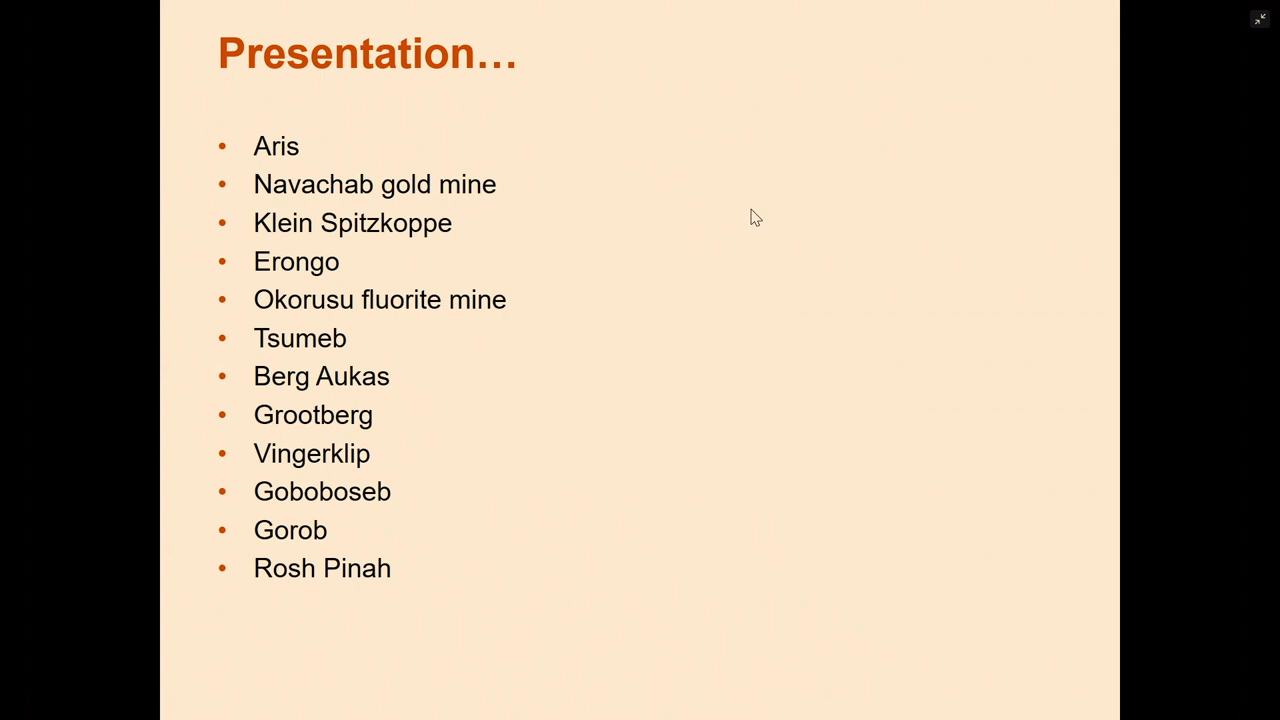 Presentation…
• Aris
• Navachab gold mine
• Klein Spitzkoppe
• Erongo
• Okorusu fluorite mine
• Tsumeb
• Berg Aukas
• Grootberg
• Vingerklip
• Goboboseb
• Gorob
• Rosh Pinah